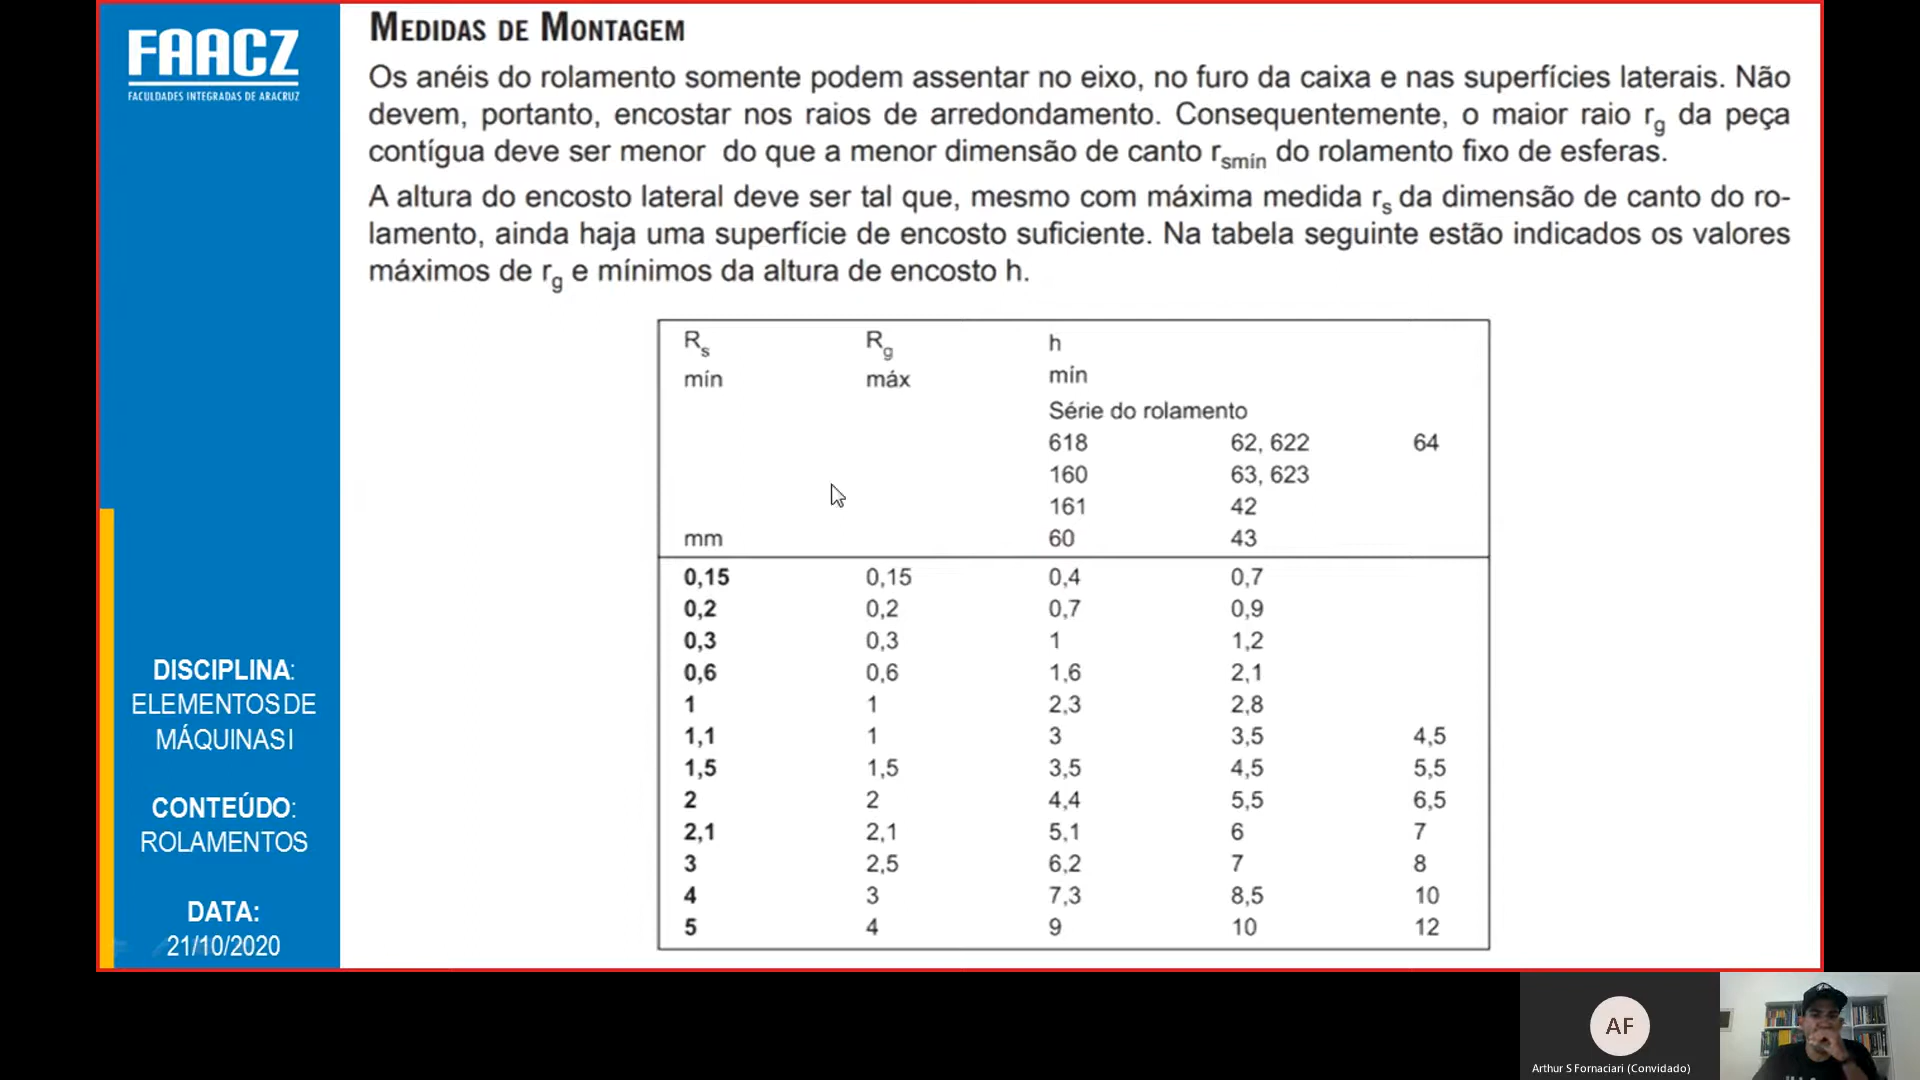 FAACZ
FACULDADES INTEGRADAS DE ARACRUZ
DISCIPLINA:
ELEMENTOS DE
MÁQUINAS I
CONTEÚDO:
ROLAMENTOS
DATA:
21/10/2020
MEDIDAS DE MONTAGEM
Os anéis do rolamento somente podem assentar no eixo, no furo da caixa e nas superfícies laterais. Não
devem, portanto, encostar nos raios de arredondamento. Consequentemente, o maior raio rg da peça
contígua deve ser menor do que a menor dimensão de canto rsmín do rolamento fixo de esferas.
A altura do encosto lateral deve ser tal que, mesmo com máxima medida rs da dimensão de canto do ro-
lamento, ainda haja uma superfície de encosto suficiente. Na tabela seguinte estão indicados os valores
máximos de rg e mínimos da altura de encosto h.
Rs Rg h
mín máx mín
Série do rolamento
618 62, 622 64
160 63, 623
161 42
mm 60 43
0,15 0,15 0,4 0,7
0,2 0,2 0,7 0,9
0,3 0,3 1 1,2
0,6 0,6 1,6 2,1
1 1 2,3 2,8
1,1 1 3 3,5 4,5
1,5 1,5 3,5 4,5 5,5
2 2 4,4 5,5 6,5
2,1 2,1 5,1 6 7
3 2,5 6,2 7 8
4 3 7,3 8,5 10
5 4 9 10 12
AF
Arthur S Fornaciari (Convidado)